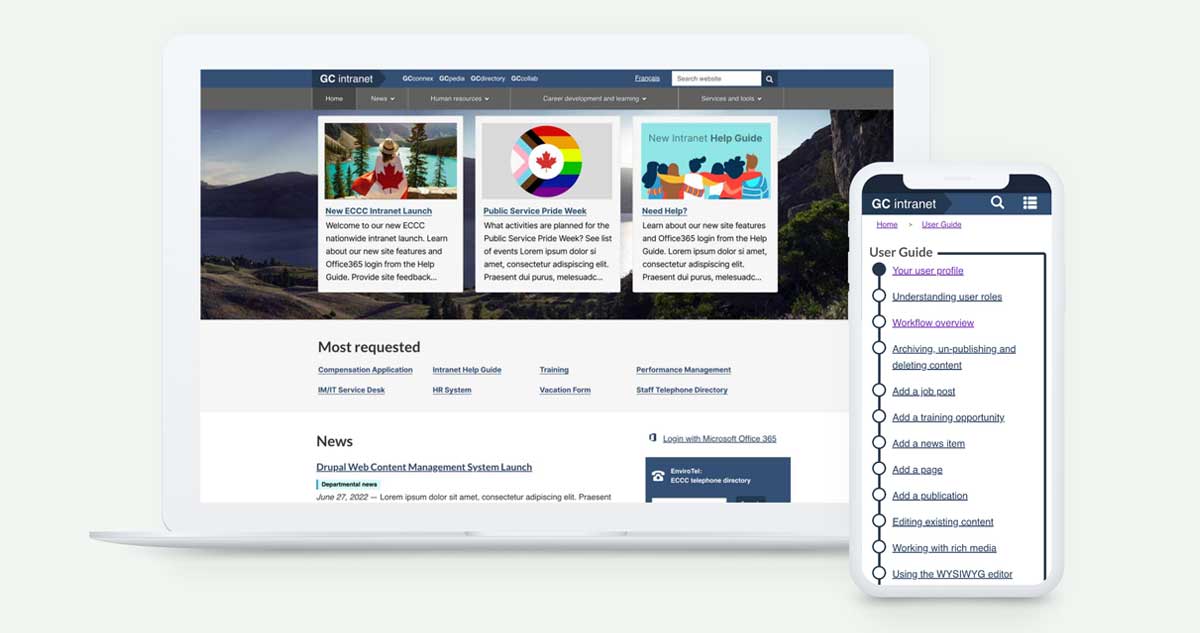 GC intranet
GCconnex GCpedia GCdirectory GCcollab
Français
Search website
Home
News
Human resources
Career development and learning
Services and tools
New ECCC Intranet Launch
Welcome to our new ECCC
nationwide intranet launch. Learn
about our new site features and
Office365 login from the Help
Guide. Provide site feedback...
Public Service Pride Week
What activities are planned for the
Public Service Pride Week? See list
of events Lorem ipsum dolor si
amet, consectetur adipiscing elit.
Praesent dui purus, melesuadc...
New Intranet Help Guide
Need Help?
Learn about our new site features
and Office365 login from the Help
Guide. Lorem ipsum dolor si amet,
consectetur adipiscing elit.
Praesent dui purus, melesuadc...
Most requested
Compensation Application
Intranet Help Guide
Training
Performance Management
IM/IT Service Desk
HR System
Vacation Form
Staff Telephone Directory
News
Drupal Web Content Management System Launch
Departmental news
June 27, 2022 — Lorem ipsum dolor sit amet, consectetur adipiscing elit. Praesent
Login with Microsoft Office 365
EnviroTel:
ECCC telephone directory
GC intranet
Home > User Guide
User Guide
Your user profile
Understanding user roles
Workflow overview
Archiving, un-publishing and
deleting content
Add a job post
Add a training opportunity
Add a news item
Add a page
Add a publication
Editing existing content
Working with rich media
Using the WYSIWYG editor